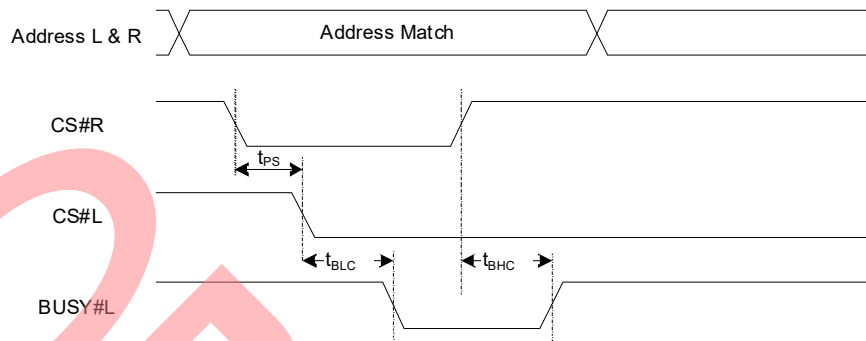 Address L & R
Address Match
CS#R
tPS
CS#L
tBLC
tBHC
BUSY#L